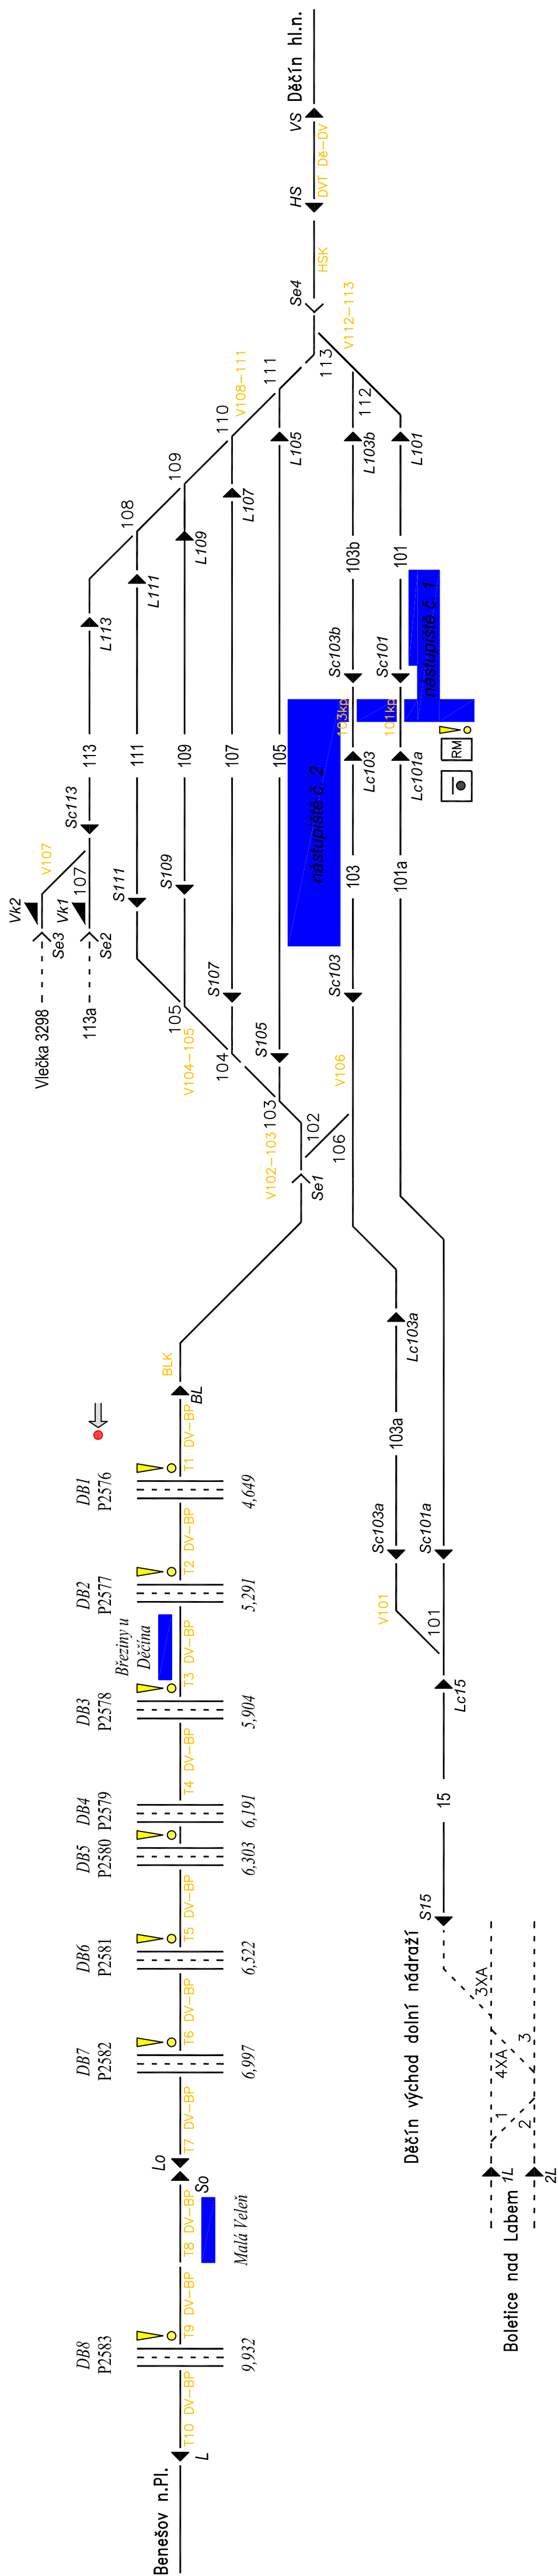 Benešov n.Pl.
L
T10 DV-BP
DB8
P2583
9,932
T9 DV-BP
T8 DV-BP
Malá Veleň
So
Lo
T7 DV-BP
DB7
P2582
6,997
T6 DV-BP
DB6
P2581
6,522
T5 DV-BP
DB5
P2580
6,303
DB4
P2579
6,191
T4 DV-BP
DB3
P2578
5,904
T3 DV-BP
Březiny u
Děčína
DB2
P2577
5,291
T2 DV-BP
DB1
P2576
4,649
T1 DV-BP
BL
BLK
Se1
102
106
V102-103
103
104
V104-105
105
V106
Vlečka 3298
113a
Vk2
Se3
Vk1
Se2
107
V107
Sc113
113
L113
S111
111
L111
108
S109
109
L109
109
S107
107
L107
110
V108-111
S105
105
L105
111
nástupiště č. 2
Sc103
103
Lc103
103kp
Sc103b
103b
L103b
112
113
V112-113
101a
Lc101a
101kp
Sc101
101
L101
nástupiště č. 1
RM
Se4
HSK
HS
DVT Dě-DV
VS
Děčín hl.n.
Lc103a
103a
Sc103a
Sc101a
V101
101
Lc15
15
S15
Děčín východ dolní nádraží
3XA
4XA
3
1
2
1L
2L
Boletice nad Labem